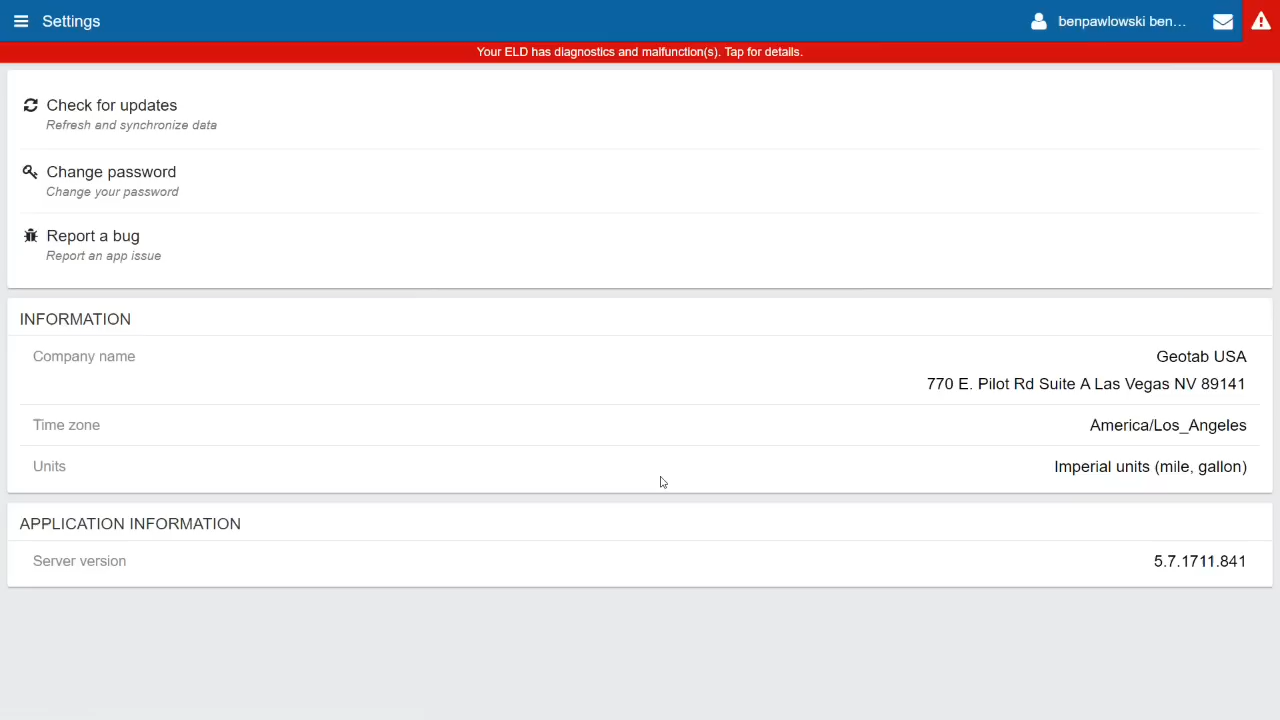 Settings
benpawlowski ben...
Your ELD has diagnostics and malfunction(s). Tap for details.
Check for updates
Refresh and synchronize data
Change password
Change your password
Report a bug
Report an app issue
INFORMATION
Company name
Geotab USA
770 E. Pilot Rd Suite A Las Vegas NV 89141
Time zone
America/Los_Angeles
Units
Imperial units (mile, gallon)
APPLICATION INFORMATION
Server version
5.7.1711.841